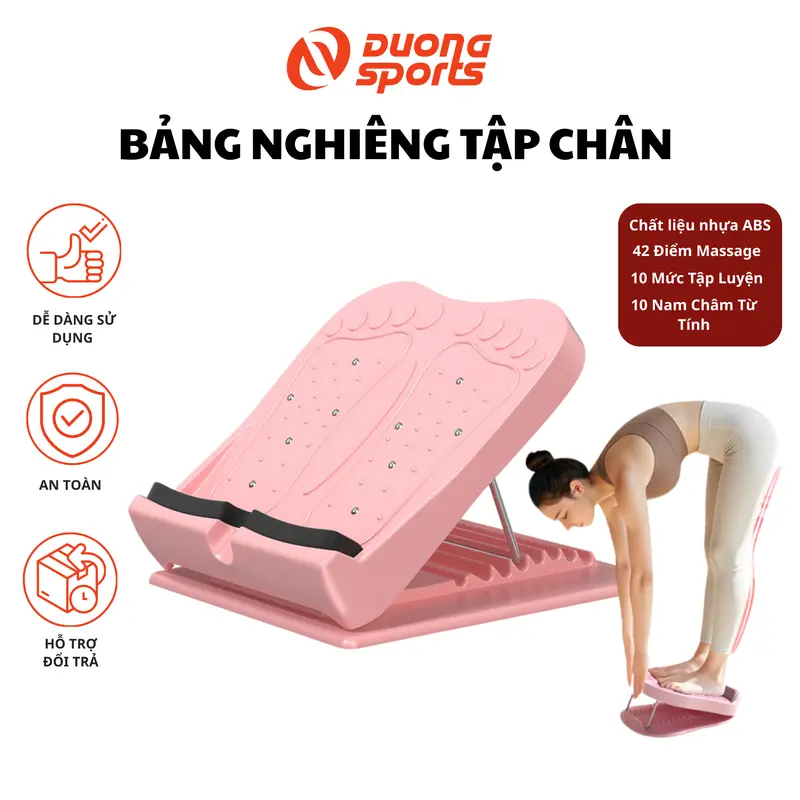 DUONG
SPORTS
BẢNG NGHIÊNG TẬP CHÂN
DỄ DÀNG SỬ
DỤNG
AN TOÀN
HỖ TRỢ
ĐỔI TRẢ
Chất liệu nhựa ABS
42 Điểm Massage
10 Mức Tập Luyện
10 Nam Châm Từ
Tính